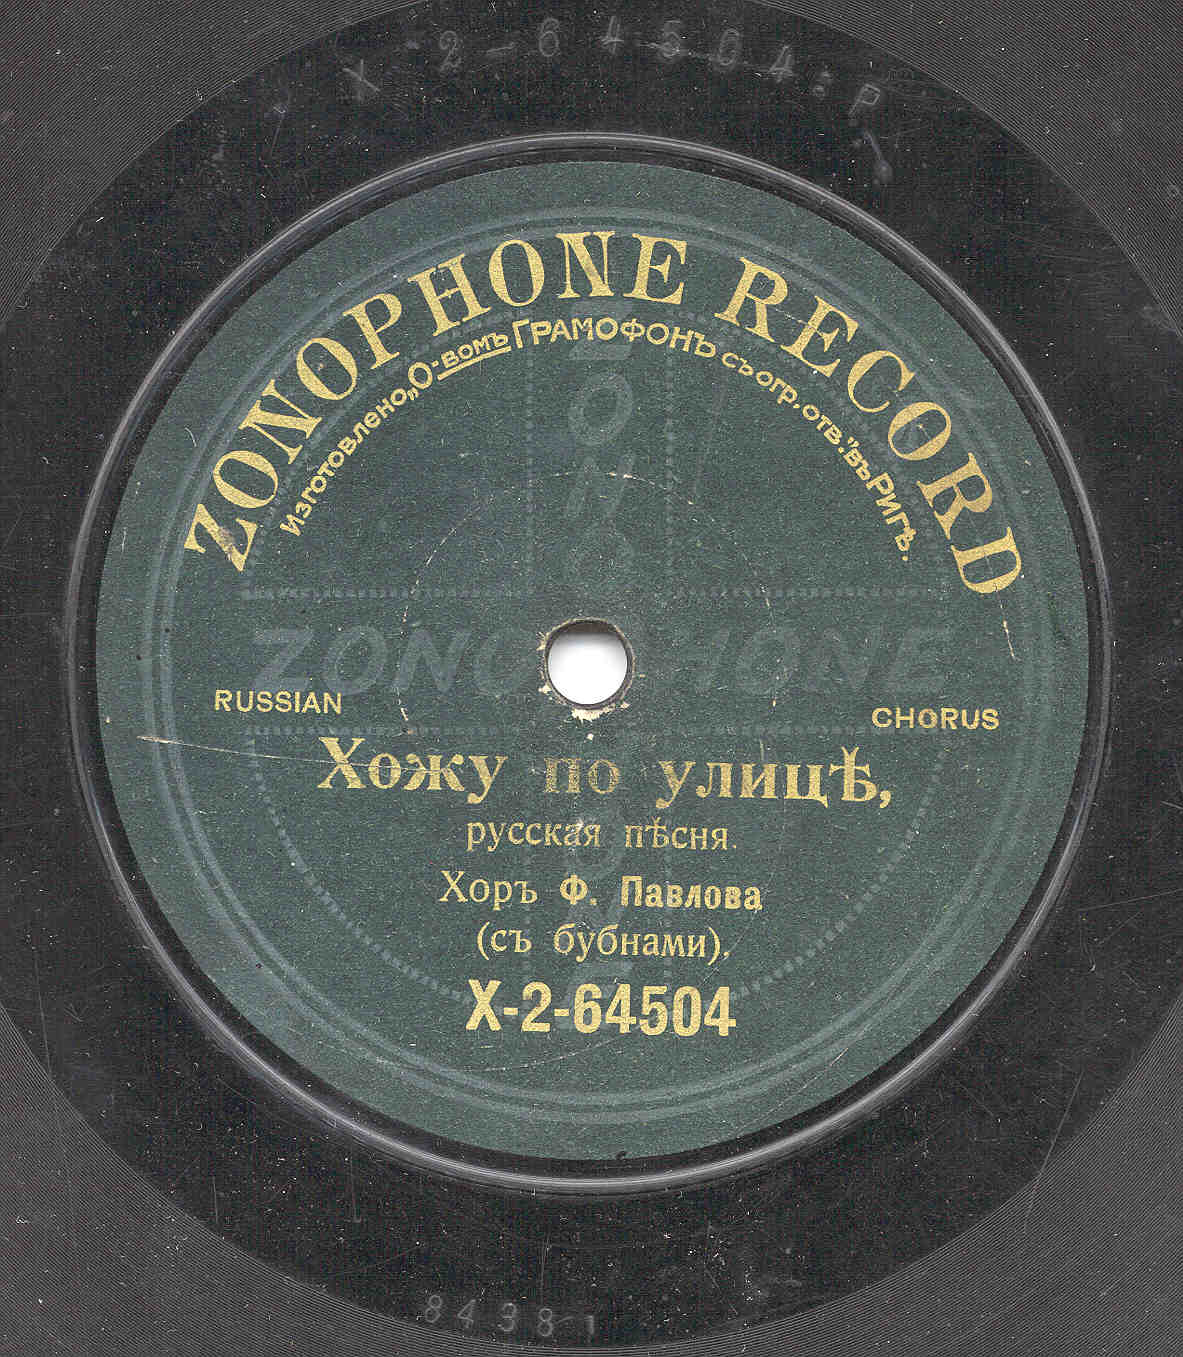 X-2-64504-P
ZONOPHONE RECORD
Изготовлено „О-вомъ ГРАМОФОНЪ съ огр. отв.“ въ Ригѣ.
ZONOPHONE
ZONOPHONE
RUSSIAN
CHORUS
Хожу по улицѣ,
русская пѣсня.
Хоръ Ф. Павлова
(съ бубнами).
X-2-64504
8438